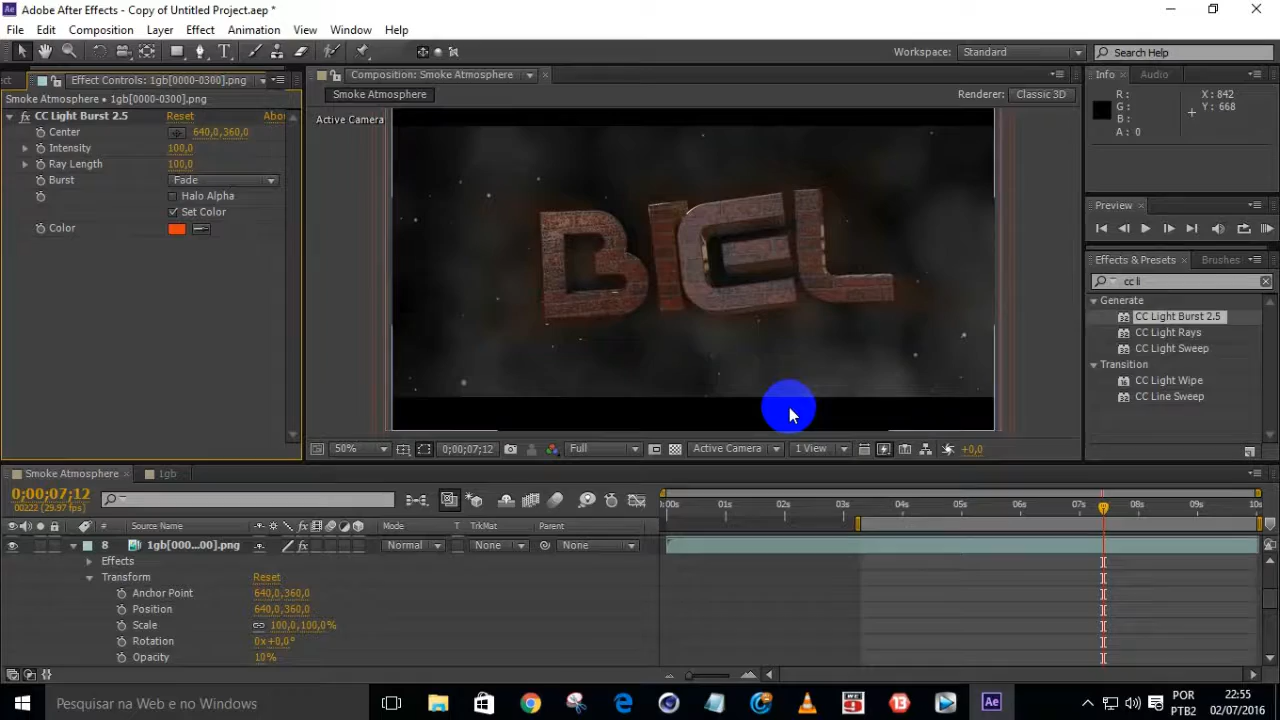 Adobe After Effects - Copy of Untitled Project.aep *
File Edit Composition Layer Effect Animation View Window Help
Workspace: Standard Search Help
Effect Controls: 1gb[0000-0300].png
Composition: Smoke Atmosphere
Info Audio
Smoke Atmosphere • 1gb[0000-0300].png
Smoke Atmosphere
Renderer: Classic 3D
R: X: 842
G: Y: 668
B:
A: 0
fx CC Light Burst 2.5 Reset Abou
Active Camera
Center 640,0,360,0
Intensity 100,0
Ray Length 100,0
Burst Fade
Halo Alpha
Set Color
Color
BIEL
Preview
Effects & Presets Brushes
cc li
Generate
CC Light Burst 2.5
CC Light Rays
CC Light Sweep
Transition
CC Light Wipe
CC Line Sweep
50% 0;00;07;12 Full Active Camera 1 View +0,0
Smoke Atmosphere 1gb
0;00;07;12
00222 (29.97 fps)
:00s 01s 02s 03s 04s 05s 06s 07s 08s 09s 10s
# Source Name Mode T TrkMat Parent
8 1gb[000...00].png fx Normal None None
Effects
Transform Reset
Anchor Point 640,0,360,0
Position 640,0,360,0
Scale 100,0,100,0%
Rotation 0x+0,0°
Opacity 10%
Pesquisar na Web e no Windows
POR 22:55
PTB2 02/07/2016